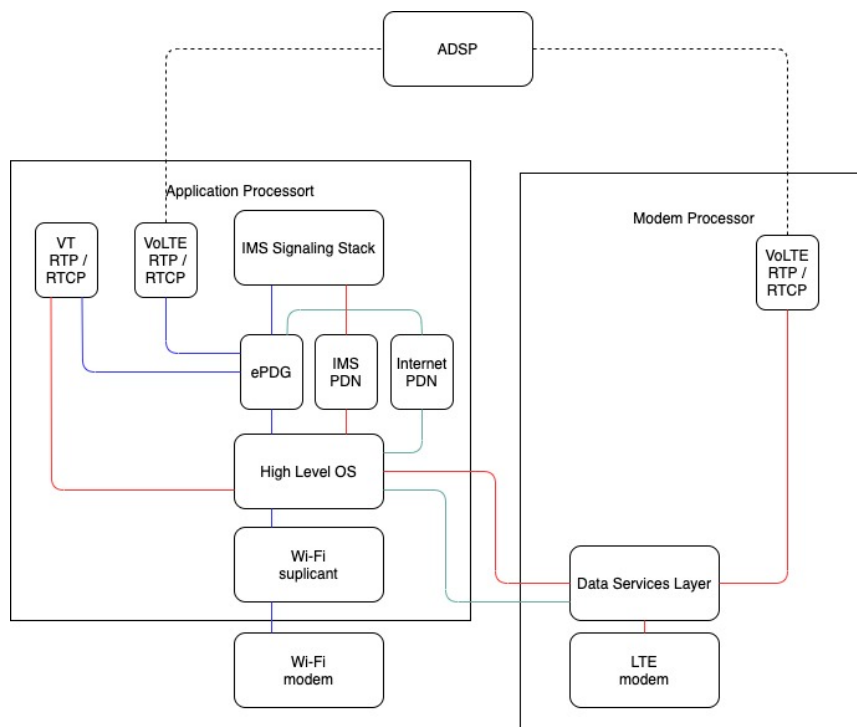 ADSP
Application Processort
Modem Processor
VT
RTP /
RTCP
VoLTE
RTP /
RTCP
IMS Signaling Stack
VoLTE
RTP /
RTCP
ePDG
IMS
PDN
Internet
PDN
High Level OS
Wi-Fi
suplicant
Data Services Layer
Wi-Fi
modem
LTE
modem